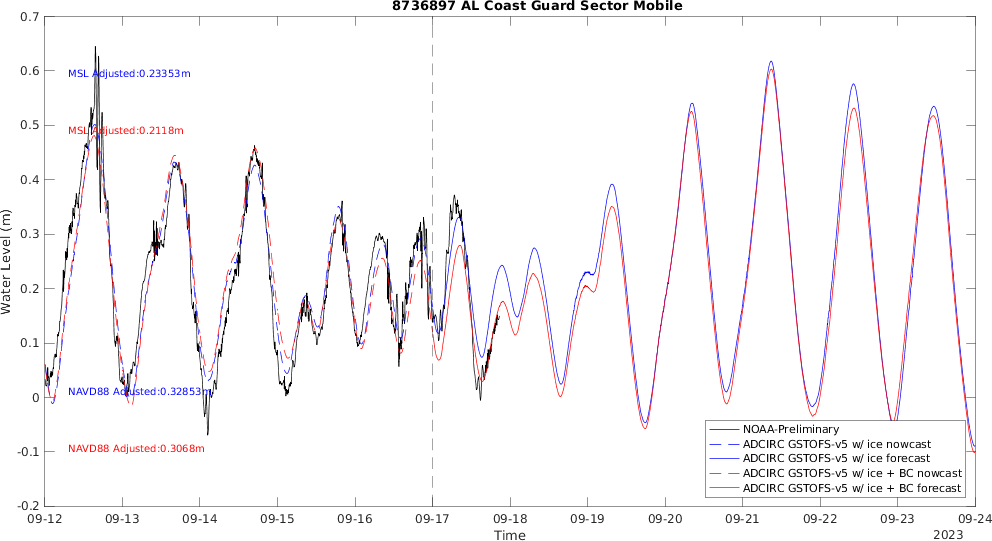 8736897 AL Coast Guard Sector Mobile
0.7
0.6
0.5
0.4
0.3
0.2
0.1
0
-0.1
-0.2
Water Level (m)
MSL Adjusted:0.23353m
MSL Adjusted:0.2118m
NAVD88 Adjusted:0.32853m
NAVD88 Adjusted:0.3068m
NOAA-Preliminary
ADCIRC GSTOFS-v5 w/ ice nowcast
ADCIRC GSTOFS-v5 w/ ice forecast
ADCIRC GSTOFS-v5 w/ ice + BC nowcast
ADCIRC GSTOFS-v5 w/ ice + BC forecast
09-12 09-13 09-14 09-15 09-16 09-17 09-18 09-19 09-20 09-21 09-22 09-23 09-24
Time
2023